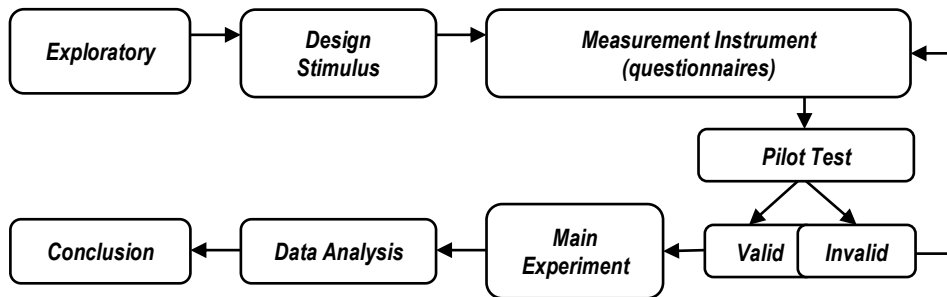 Exploratory
Design
Stimulus
Measurement Instrument
(questionnaires)
Pilot Test
Valid
Invalid
Main
Experiment
Data Analysis
Conclusion